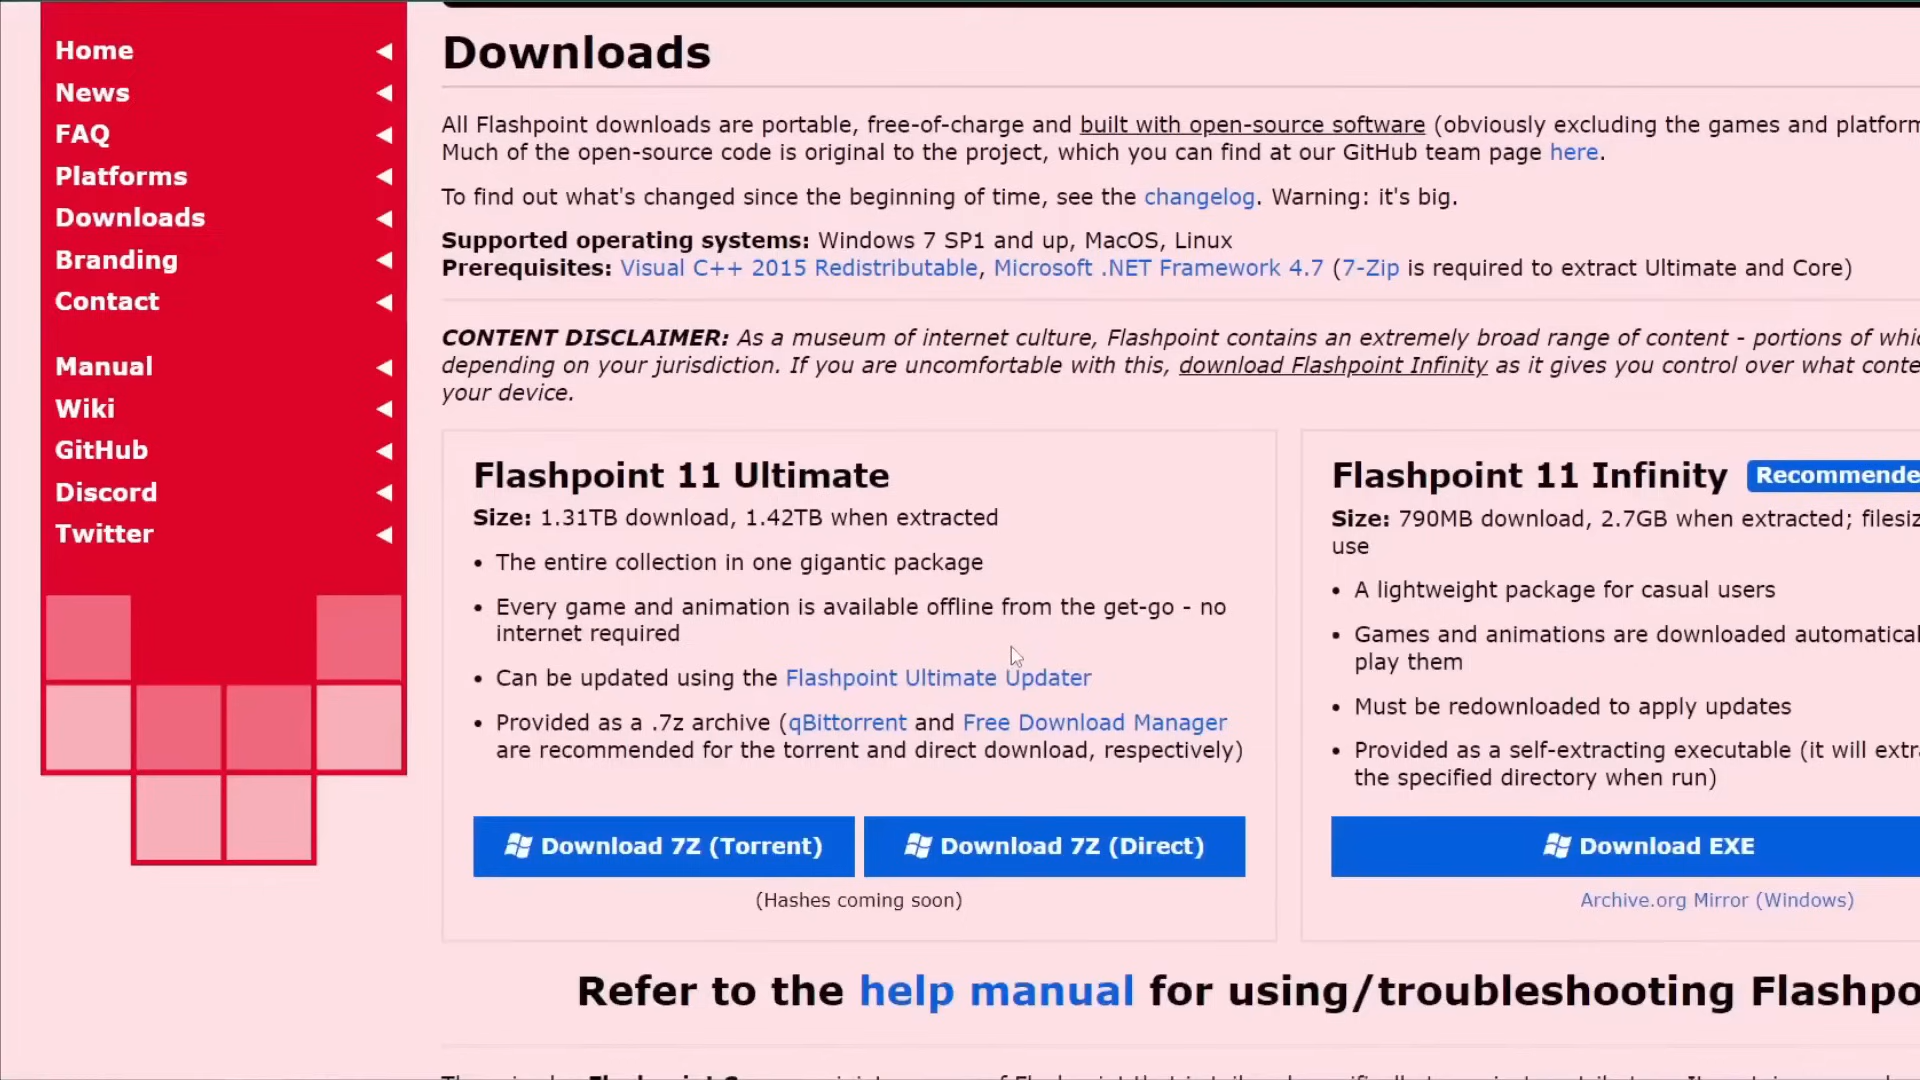 Home
News
FAQ
Platforms
Downloads
Branding
Contact
Manual
Wiki
GitHub
Discord
Twitter
Downloads
All Flashpoint downloads are portable, free-of-charge and built with open-source software (obviously excluding the games and platform
Much of the open-source code is original to the project, which you can find at our GitHub team page here.
To find out what's changed since the beginning of time, see the changelog. Warning: it's big.
Supported operating systems: Windows 7 SP1 and up, MacOS, Linux
Prerequisites: Visual C++ 2015 Redistributable, Microsoft .NET Framework 4.7 (7-Zip is required to extract Ultimate and Core)
CONTENT DISCLAIMER: As a museum of internet culture, Flashpoint contains an extremely broad range of content - portions of
depending on your jurisdiction. If you are uncomfortable with this, download Flashpoint Infinity as it gives you control over what
your device.
Flashpoint 11 Ultimate
Size: 1.31TB download, 1.42TB when extracted
• The entire collection in one gigantic package
• Every game and animation is available offline from the get-go - no
internet required
• Can be updated using the Flashpoint Ultimate Updater
• Provided as a .7z archive (qBittorrent and Free Download Manager
are recommended for the torrent and direct download, respectively)
Download 7Z (Torrent)
Download 7Z (Direct)
(Hashes coming soon)
Flashpoint 11 Infinity
Recommende
Size: 790MB download, 2.7GB when extracted; filesiz
use
• A lightweight package for casual users
• Games and animations are downloaded automatical
play them
• Must be redownloaded to apply updates
• Provided as a self-extracting executable (it will extr
the specified directory when run)
Download EXE
Archive.org Mirror (Windows)
Refer to the help manual for using/troubleshooting Flashpo